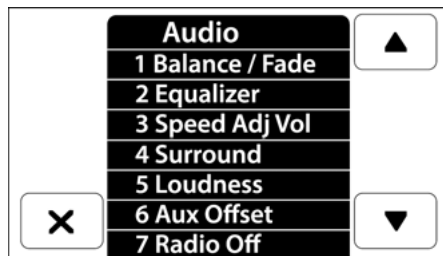 Audio
1 Balance / Fade
2 Equalizer
3 Speed Adj Vol
4 Surround
5 Loudness
6 Aux Offset
7 Radio Off